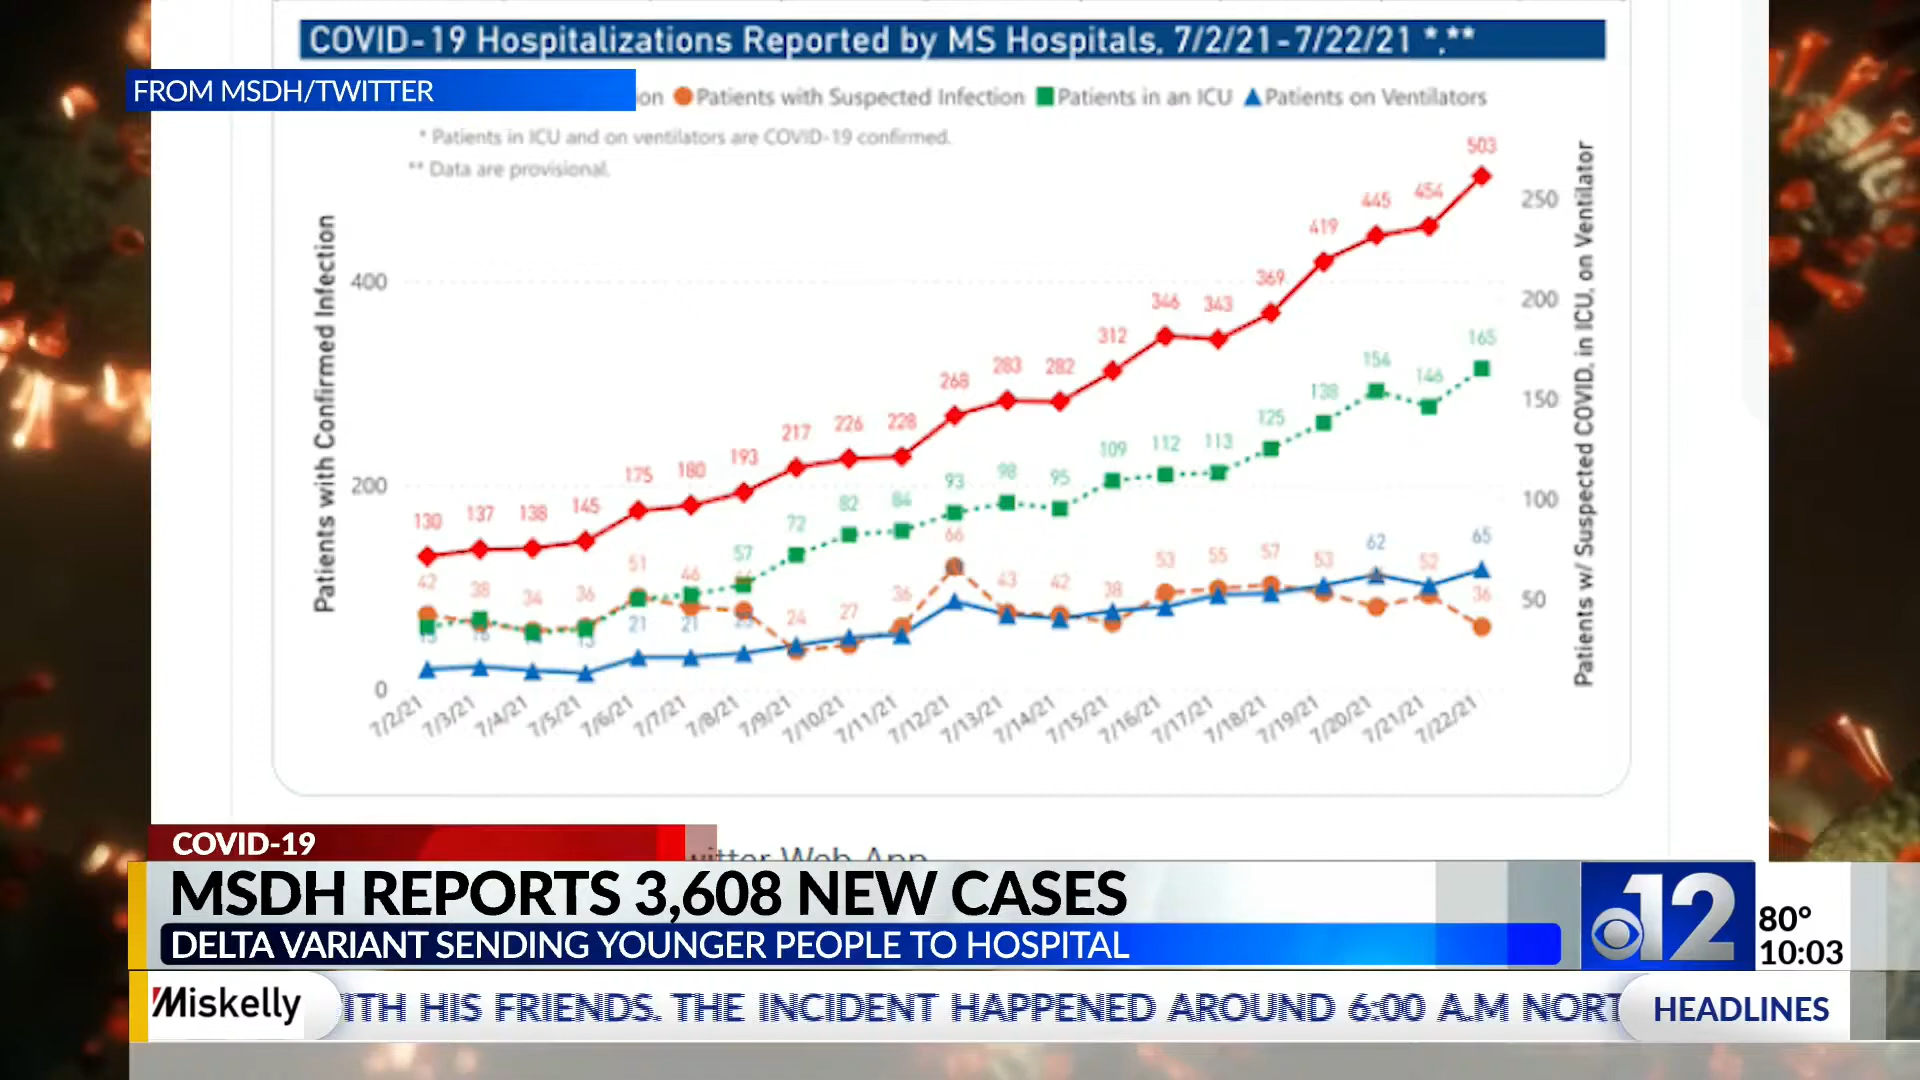 COVID-19 Hospitalizations Reported by MS Hospitals, 7/2/21-7/22/21 *,**
FROM MSDH/TWITTER
on Patients with Suspected Infection Patients in an ICU Patients on Ventilators
* Patients in ICU and on ventilators are COVID-19 confirmed.
** Data are provisional.
Patients with Confirmed Infection
400
200
0
130 137 138 145 175 180 193 217 226 228 268 283 282 312 346 343 369 419 445 454 503
57 72 82 84 93 98 95 109 112 113 125 138 154 146 165
42 38 34 36 51 46 24 27 36 66 43 42 38 53 55 57 53 52 36
21 21 62 65
250
200
150
100
50
Patients w/ Suspected COVID, in ICU, on Ventilator
7/2/21 7/3/21 7/4/21 7/5/21 7/6/21 7/7/21 7/8/21 7/9/21 7/10/21 7/11/21 7/12/21 7/13/21 7/14/21 7/15/21 7/16/21 7/17/21 7/18/21 7/19/21 7/20/21 7/21/21 7/22/21
COVID-19
Web App
MSDH REPORTS 3,608 NEW CASES
DELTA VARIANT SENDING YOUNGER PEOPLE TO HOSPITAL
12
80°
10:03
Miskelly
ITH HIS FRIENDS. THE INCIDENT HAPPENED AROUND 6:00 A.M NORT
HEADLINES